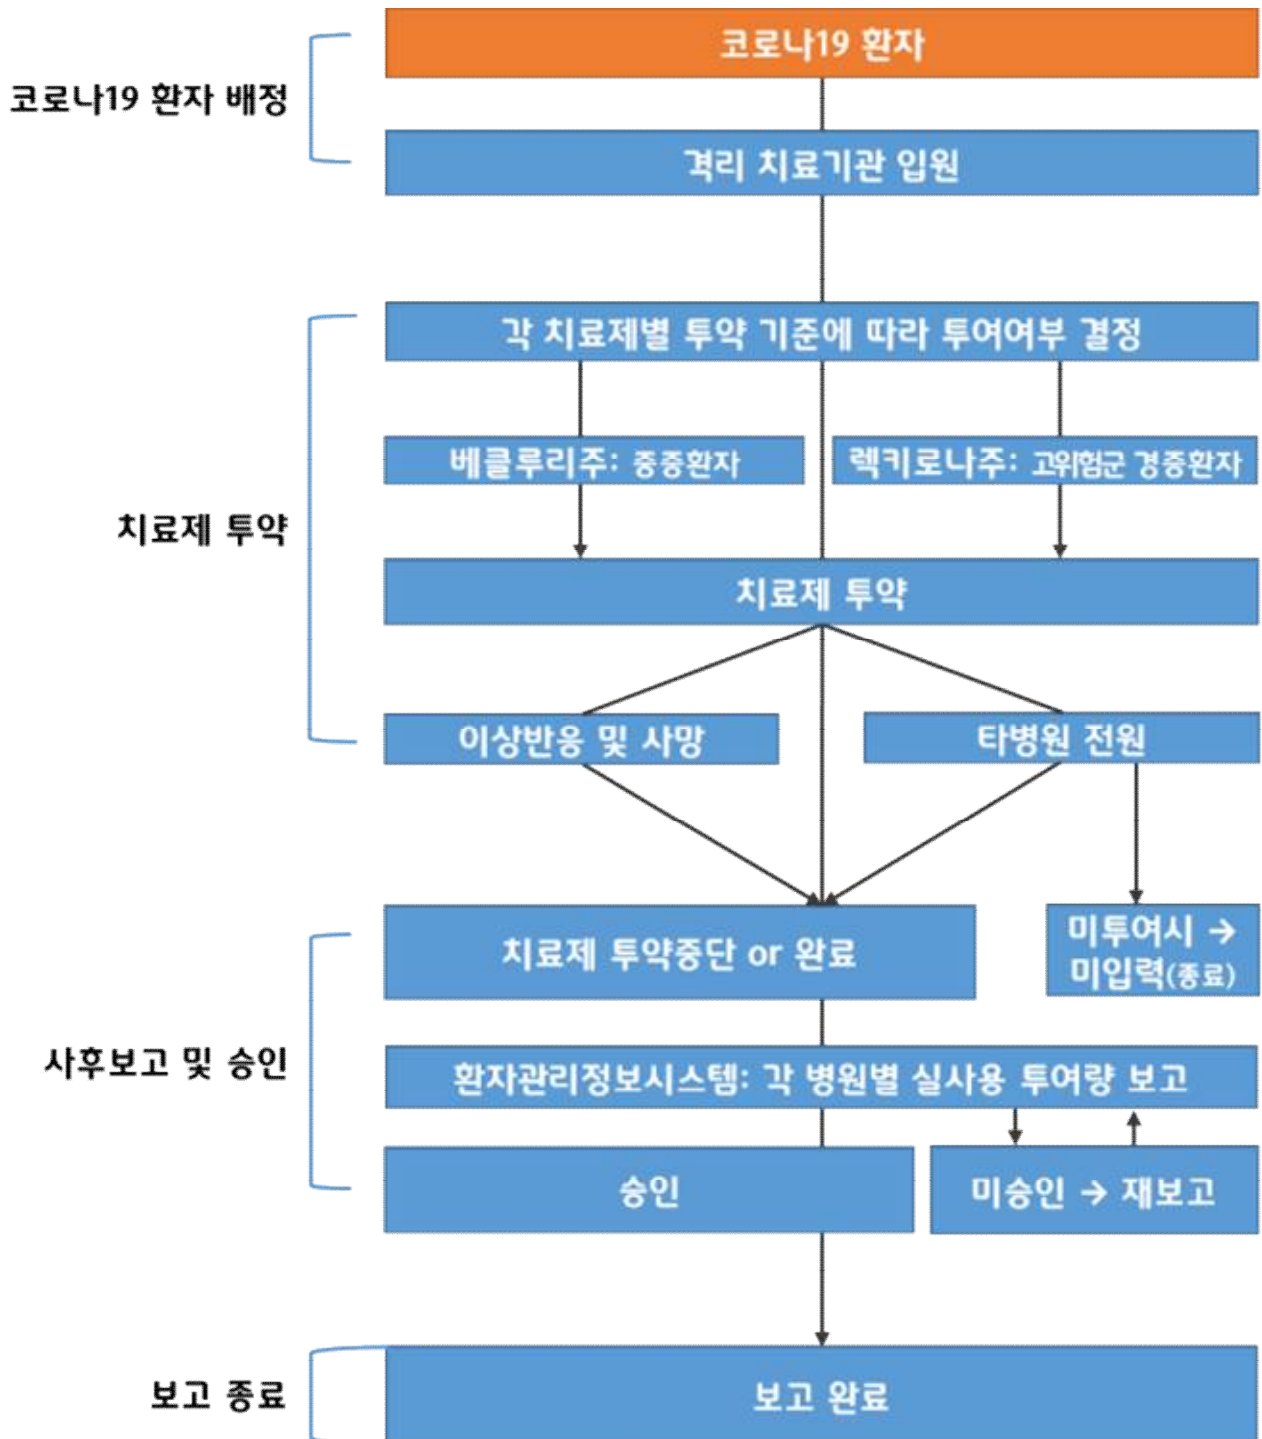 코로나19 환자
코로나19 환자 배정
격리 치료기관 입원
각 치료제별 투약 기준에 따라 투여여부 결정
베클루리주: 중증환자
렉키로나주: 고위험군 경증환자
치료제 투약
치료제 투약
이상반응 및 사망
타병원 전원
치료제 투약중단 or 완료
미투여시 →
미입력(종료)
사후보고 및 승인
환자관리정보시스템: 각 병원별 실사용 투여량 보고
승인
미승인 → 재보고
보고 종료
보고 완료